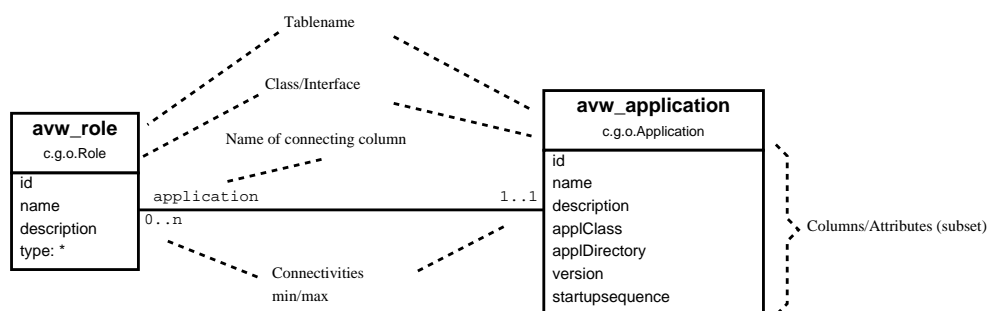 Tablename
Class/Interface
avw_role
c.g.o.Role
id
name
description
type: *
Name of connecting column
application
1..1
0..n
Connectivities
min/max
avw_application
c.g.o.Application
id
name
description
applClass
applDirectory
version
startupsequence
Columns/Attributes (subset)